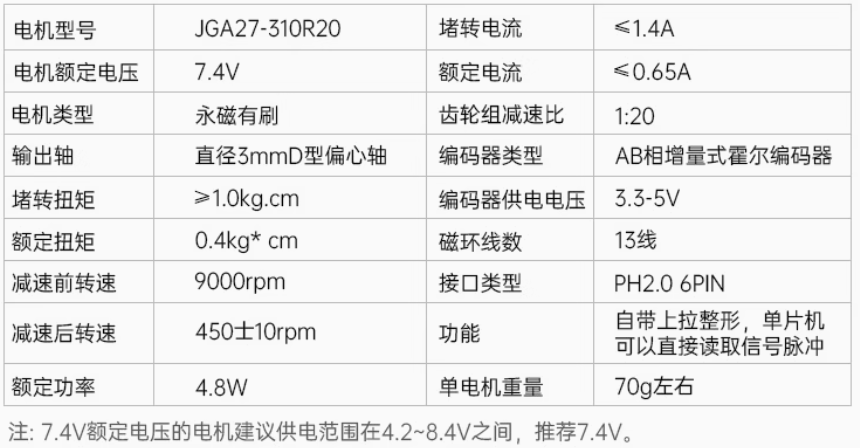 电机型号 JGA27-310R20 堵转电流 ≤1.4A
电机额定电压 7.4V 额定电流 ≤0.65A
电机类型 永磁有刷 齿轮组减速比 1:20
输出轴 直径3mmD型偏心轴 编码器类型 AB相增量式霍尔编码器
堵转扭矩 ≥1.0kg.cm 编码器供电电压 3.3-5V
额定扭矩 0.4kg* cm 磁环线数 13线
减速前转速 9000rpm 接口类型 PH2.0 6PIN
减速后转速 450士10rpm 功能 自带上拉整形，单片机
可以直接读取信号脉冲
额定功率 4.8W 单电机重量 70g左右
注: 7.4V额定电压的电机建议供电范围在4.2~8.4V之间，推荐7.4V。